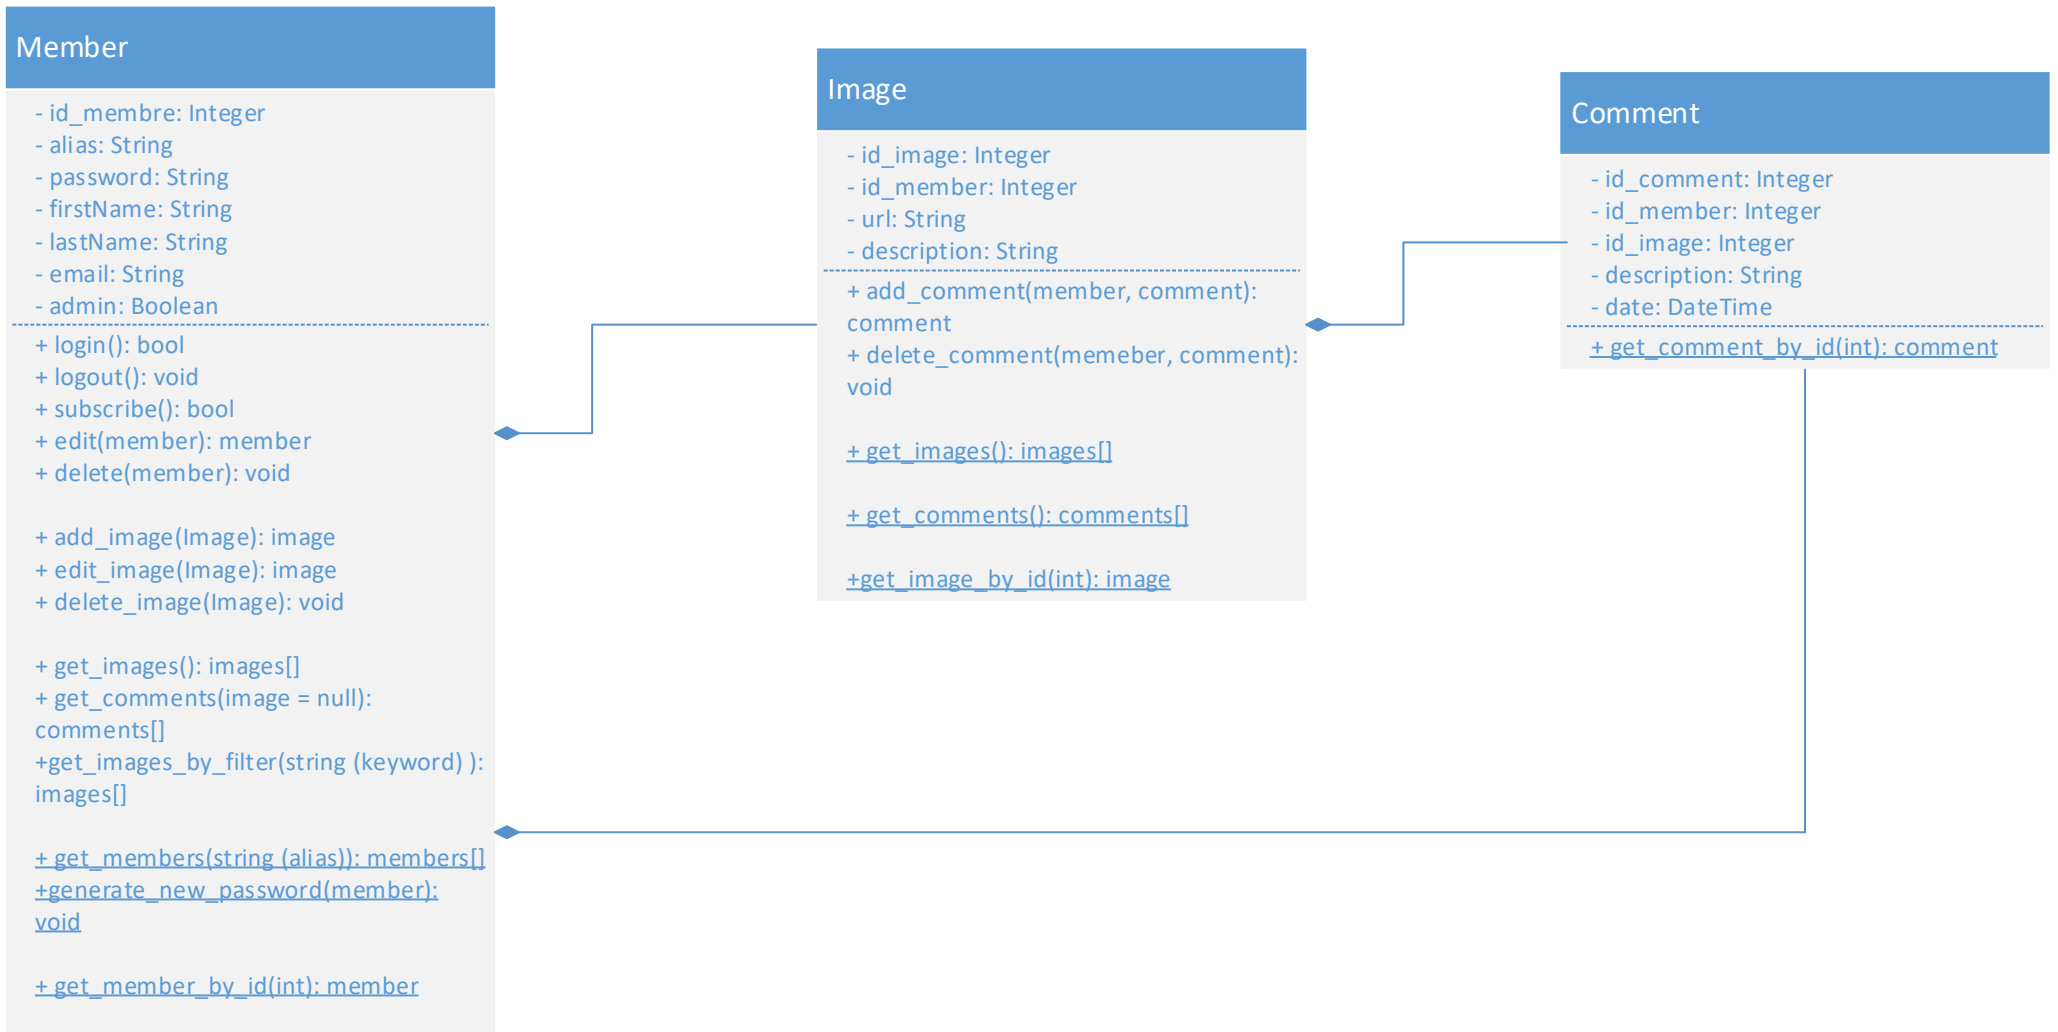 Member
- id_membre: Integer
- alias: String
- password: String
- firstName: String
- lastName: String
- email: String
- admin: Boolean
+ login(): bool
+ logout(): void
+ subscribe(): bool
+ edit(member): member
+ delete(member): void
+ add_image(Image): image
+ edit_image(Image): image
+ delete_image(Image): void
+ get_images(): images[]
+ get_comments(image = null):
comments[]
+get_images_by_filter(string (keyword) ):
images[]
+ get_members(string (alias)): members[]
+generate_new_password(member):
void
+ get_member_by_id(int): member
Image
- id_image: Integer
- id_member: Integer
- url: String
- description: String
+ add_comment(member, comment):
comment
+ delete_comment(memeber, comment):
void
+ get_images(): images[]
+ get_comments(): comments[]
+get_image_by_id(int): image
Comment
- id_comment: Integer
- id_member: Integer
- id_image: Integer
- description: String
- date: DateTime
+ get_comment_by_id(int): comment